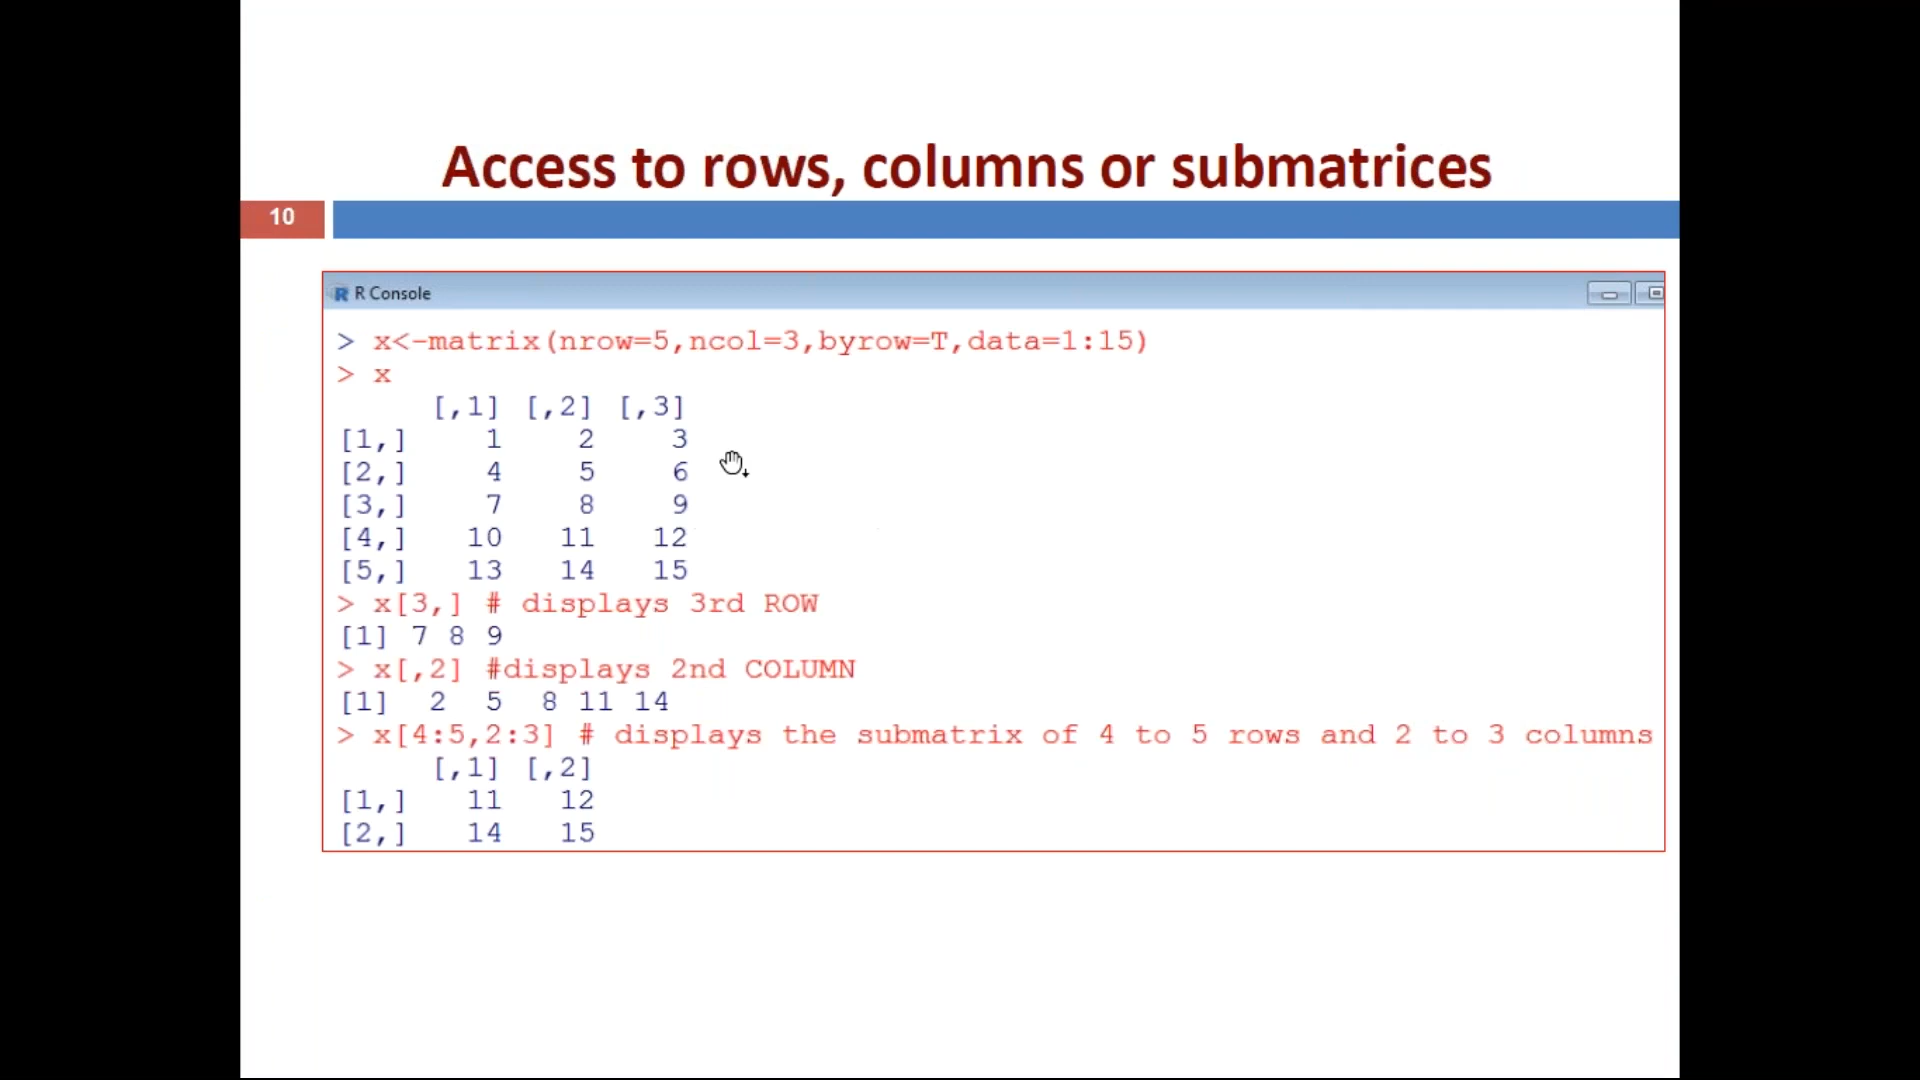 Access to rows, columns or submatrices
10
R Console
> x<-matrix(nrow=5,ncol=3,byrow=T,data=1:15)
> x
     [,1] [,2] [,3]
[1,]    1    2    3
[2,]    4    5    6
[3,]    7    8    9
[4,]   10   11   12
[5,]   13   14   15
> x[3,] # displays 3rd ROW
[1] 7 8 9
> x[,2] #displays 2nd COLUMN
[1]  2  5  8 11 14
> x[4:5,2:3] # displays the submatrix of 4 to 5 rows and 2 to 3 columns
     [,1] [,2]
[1,]   11   12
[2,]   14   15